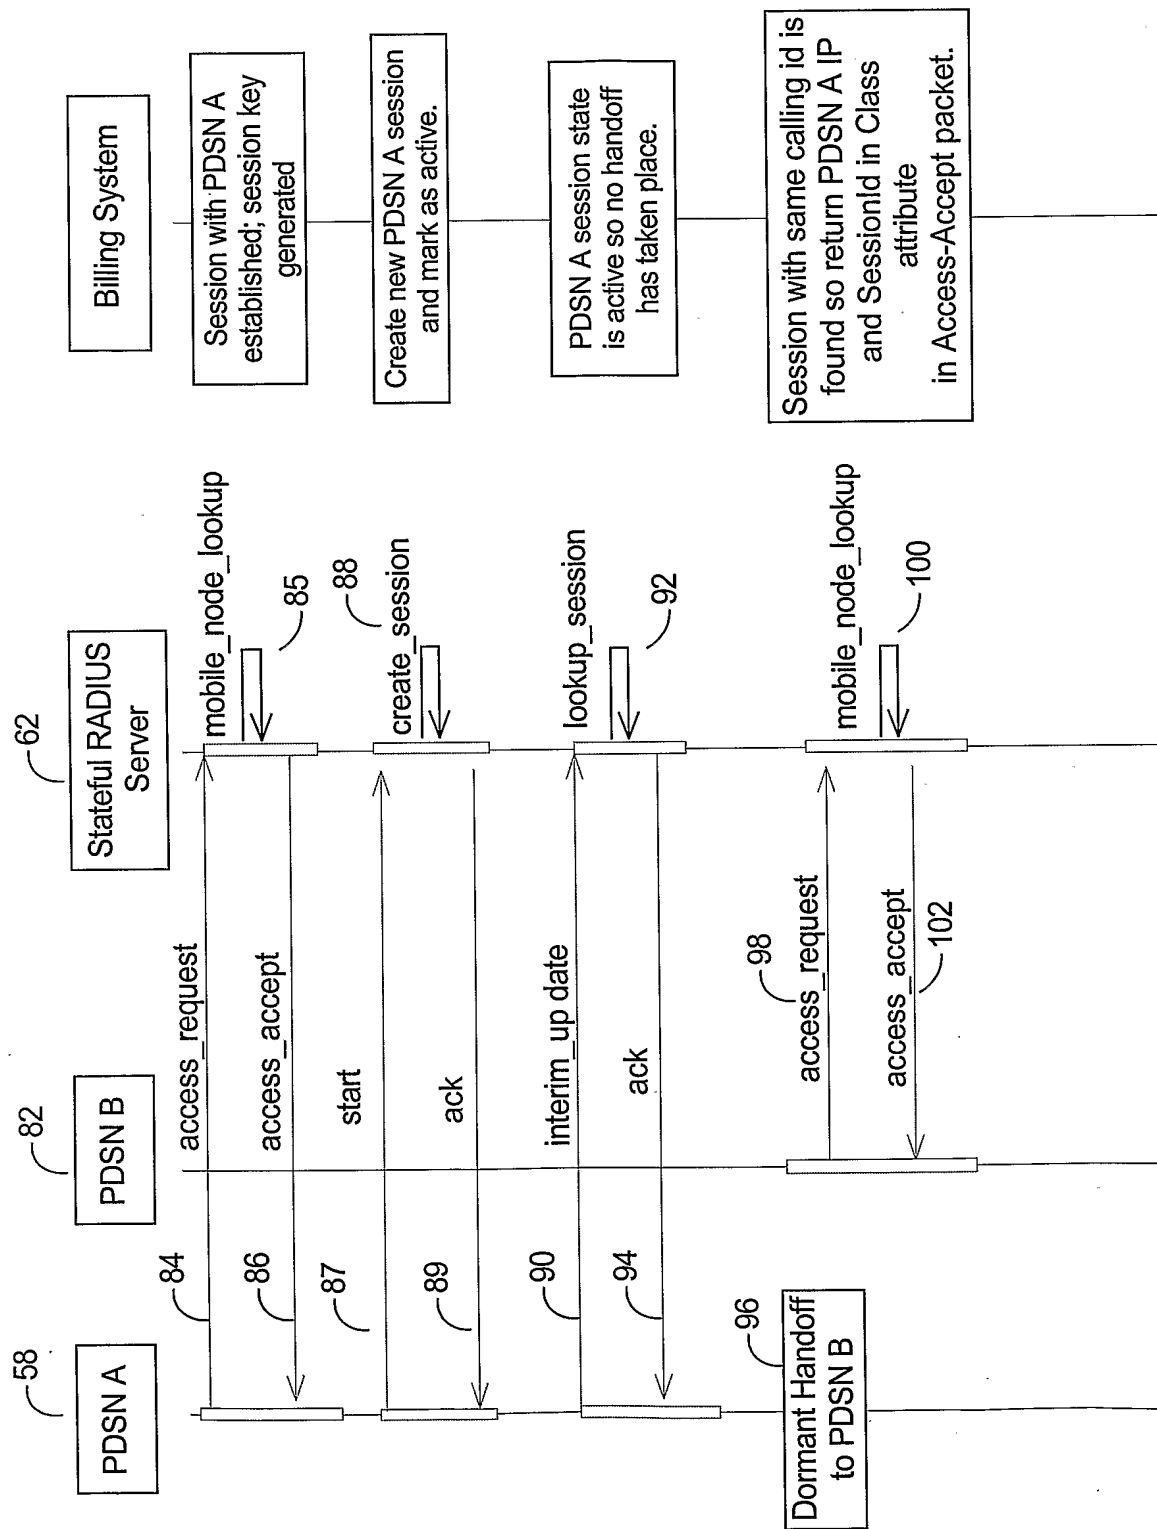 58
PDSN A
82
PDSN B
62
Stateful RADIUS
Server
Billing System
84
access_request
mobile_node_lookup
85
Session with PDSN A
established; session key
generated
86
access_accept
87
start
88
create_session
Create new PDSN A session
and mark as active.
89
ack
90
interim_up date
lookup_session
92
PDSN A session state
is active so no handoff
has taken place.
94
ack
96
Dormant Handoff
to PDSN B
98
access_request
mobile_node_lookup
100
access_accept
102
Session with same calling id is
found so return PDSN A IP
and SessionId in Class
attribute
in Access-Accept packet.